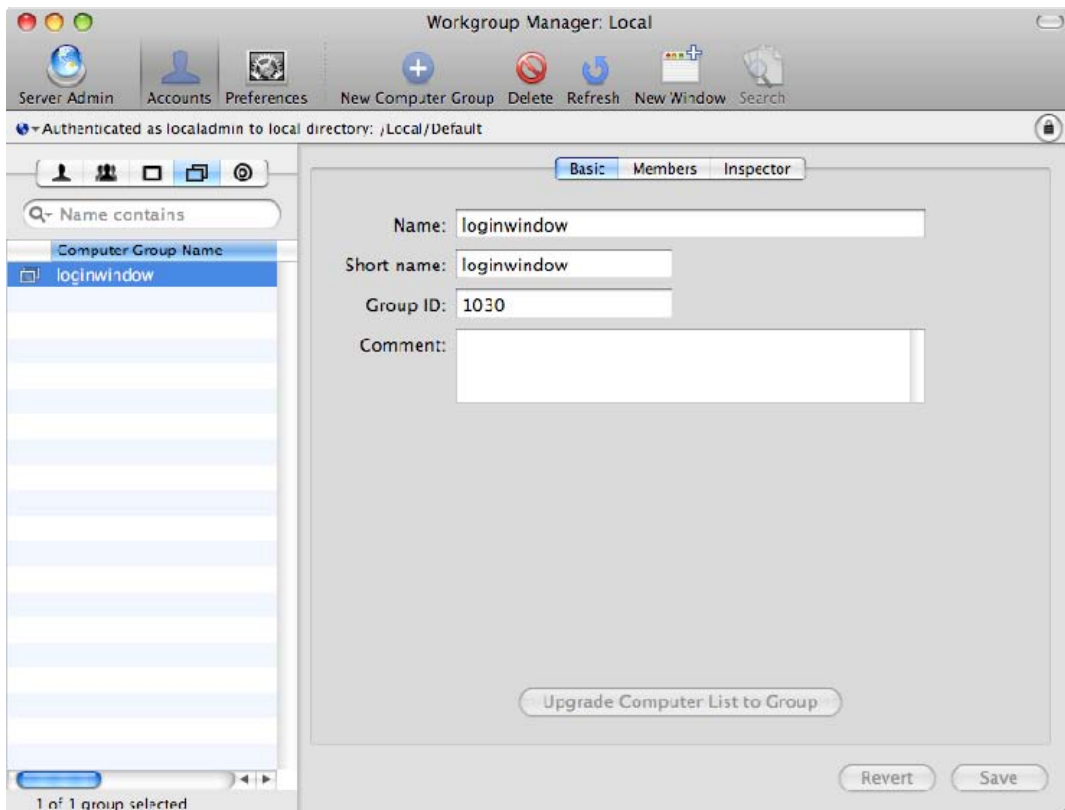 Workgroup Manager: Local
Server Admin Accounts Preferences New Computer Group Delete Refresh New Window Search
Authenticated as localadmin to local directory: /Local/Default
Basic Members Inspector
Name contains
Computer Group Name
loginwindow
Name: loginwindow
Short name: loginwindow
Group ID: 1030
Comment:
Upgrade Computer List to Group
Revert Save
1 of 1 group selected